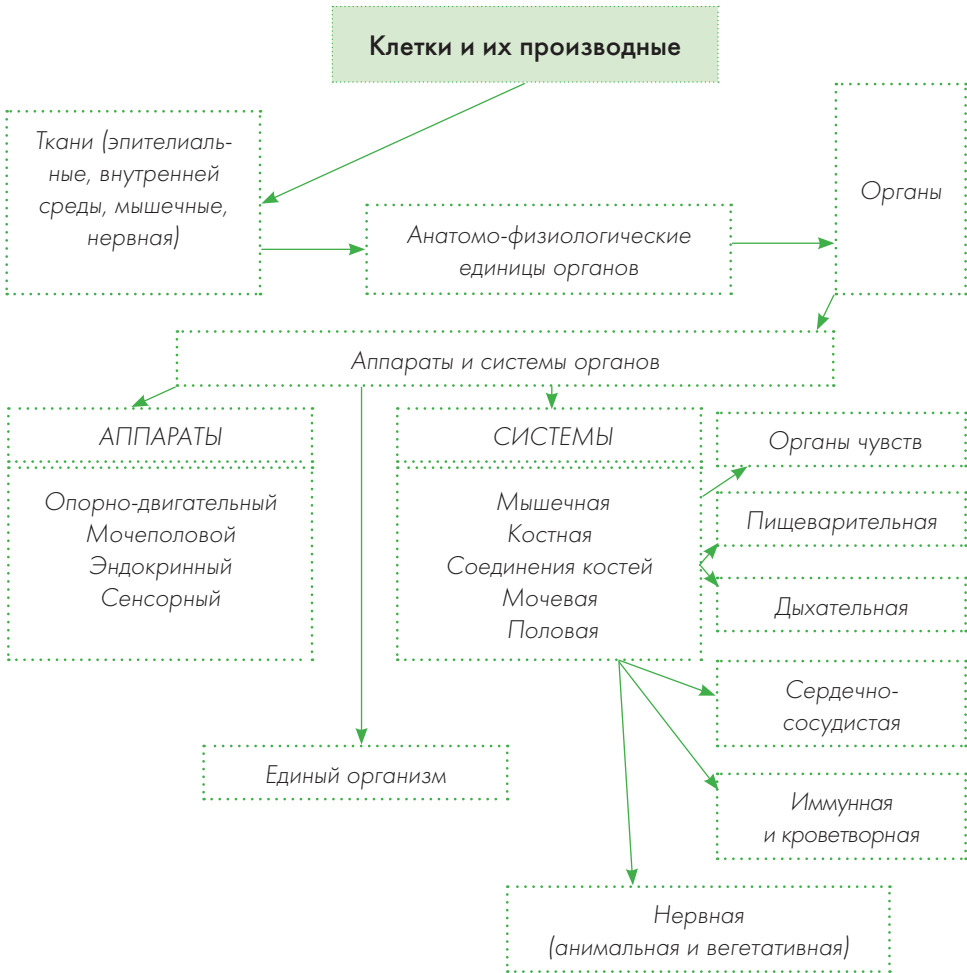 Клетки и их производные
Ткани (эпителиаль-
ные, внутренней
среды, мышечные,
нервная)
Анатомо-физиологические
единицы органов
Органы
Аппараты и системы органов
АППАРАТЫ
Опорно-двигательный
Мочеполовой
Эндокринный
Сенсорный
СИСТЕМЫ
Мышечная
Костная
Соединения костей
Мочевая
Половая
Органы чувств
Пищеварительная
Дыхательная
Сердечно-
сосудистая
Иммунная
и кроветворная
Единый организм
Нервная
(анимальная и вегетативная)